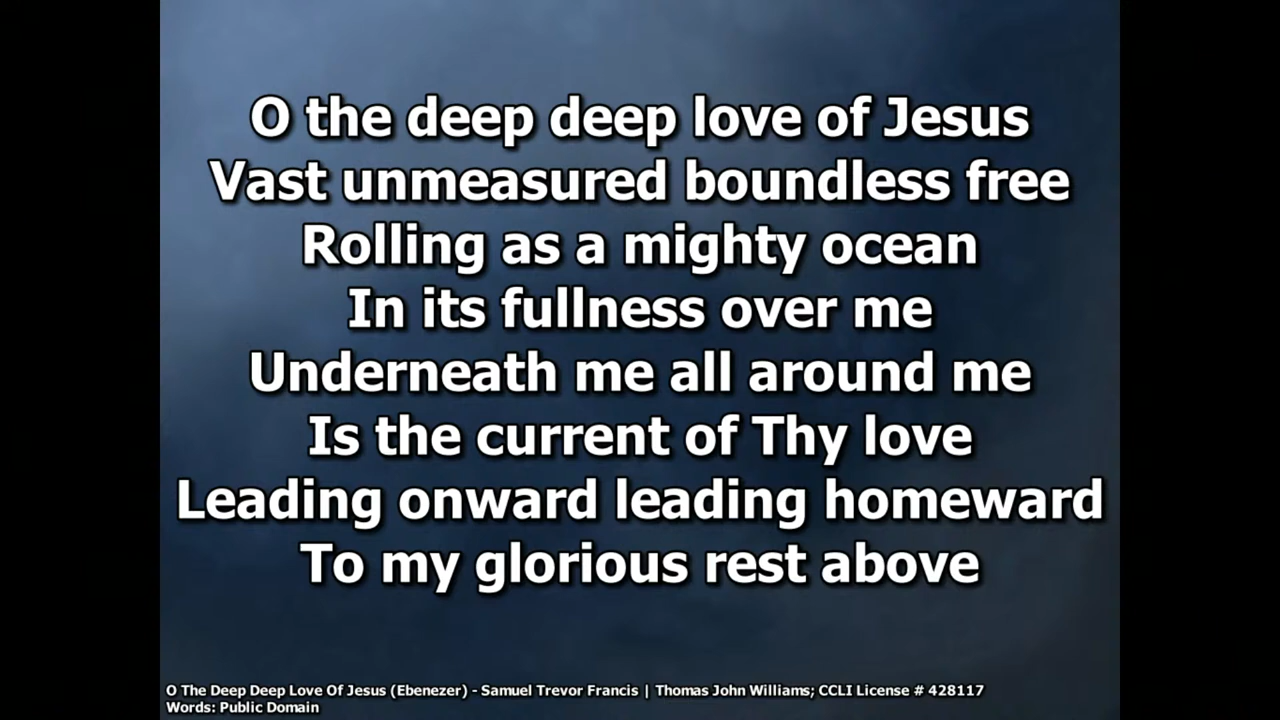 O the deep deep love of Jesus
Vast unmeasured boundless free
Rolling as a mighty ocean
In its fullness over me
Underneath me all around me
Is the current of Thy love
Leading onward leading homeward
To my glorious rest above
O The Deep Deep Love Of Jesus (Ebenezer) - Samuel Trevor Francis | Thomas John Williams; CCLI License # 428117
Words: Public Domain